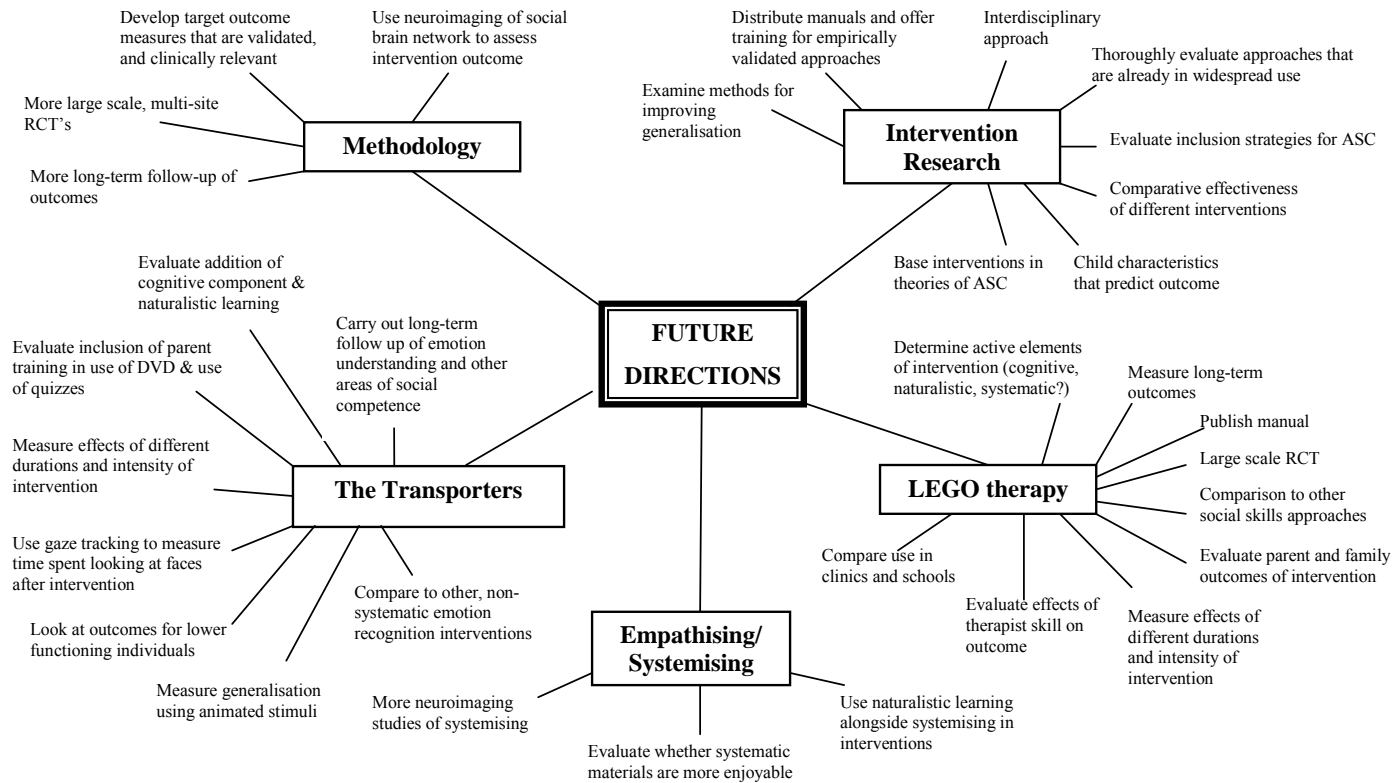 Develop target outcome
measures that are validated,
and clinically relevant
Use neuroimaging of social
brain network to assess
intervention outcome
More large scale, multi-site
RCT's
Methodology
More long-term follow-up of
outcomes
Distribute manuals and offer
training for empirically
validated approaches
Interdisciplinary
approach
Thoroughly evaluate approaches that
are already in widespread use
Examine methods for
improving
generalisation
Intervention
Research
Evaluate inclusion strategies for ASC
Comparative effectiveness
of different interventions
Base interventions in
theories of ASC
Child characteristics
that predict outcome
FUTURE
DIRECTIONS
Evaluate addition of
cognitive component &
naturalistic learning
Carry out long-term
follow up of emotion
understanding and other
areas of social
competence
Evaluate inclusion of parent
training in use of DVD & use
of quizzes
Measure effects of different
durations and intensity of
intervention
The Transporters
Use gaze tracking to measure
time spent looking at faces
after intervention
Look at outcomes for lower
functioning individuals
Measure generalisation
using animated stimuli
Compare to other, non-
systematic emotion
recognition interventions
Determine active elements
of intervention (cognitive,
naturalistic, systematic?)
Measure long-term
outcomes
Publish manual
Large scale RCT
LEGO therapy
Comparison to other
social skills approaches
Compare use in
clinics and schools
Evaluate parent and family
outcomes of intervention
Evaluate effects of
therapist skill on
outcome
Measure effects of
different durations
and intensity of
intervention
Empathising/
Systemising
More neuroimaging
studies of systemising
Evaluate whether systematic
materials are more enjoyable
Use naturalistic learning
alongside systemising in
interventions